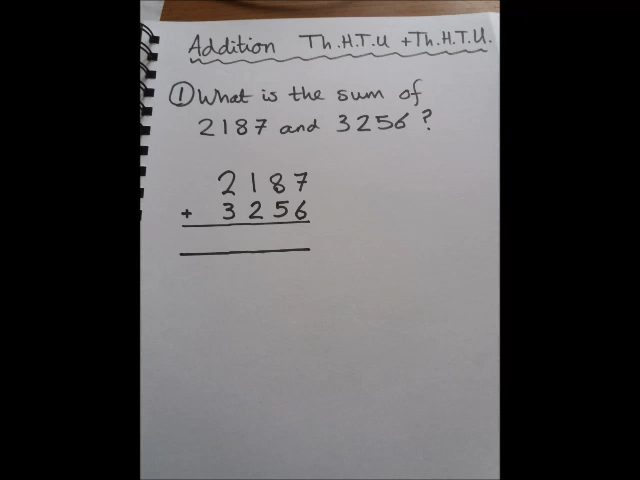 Addition Th.H.T.U + Th.H.T.U.
① What is the sum of
2187 and 3256?
2187
+ 3256